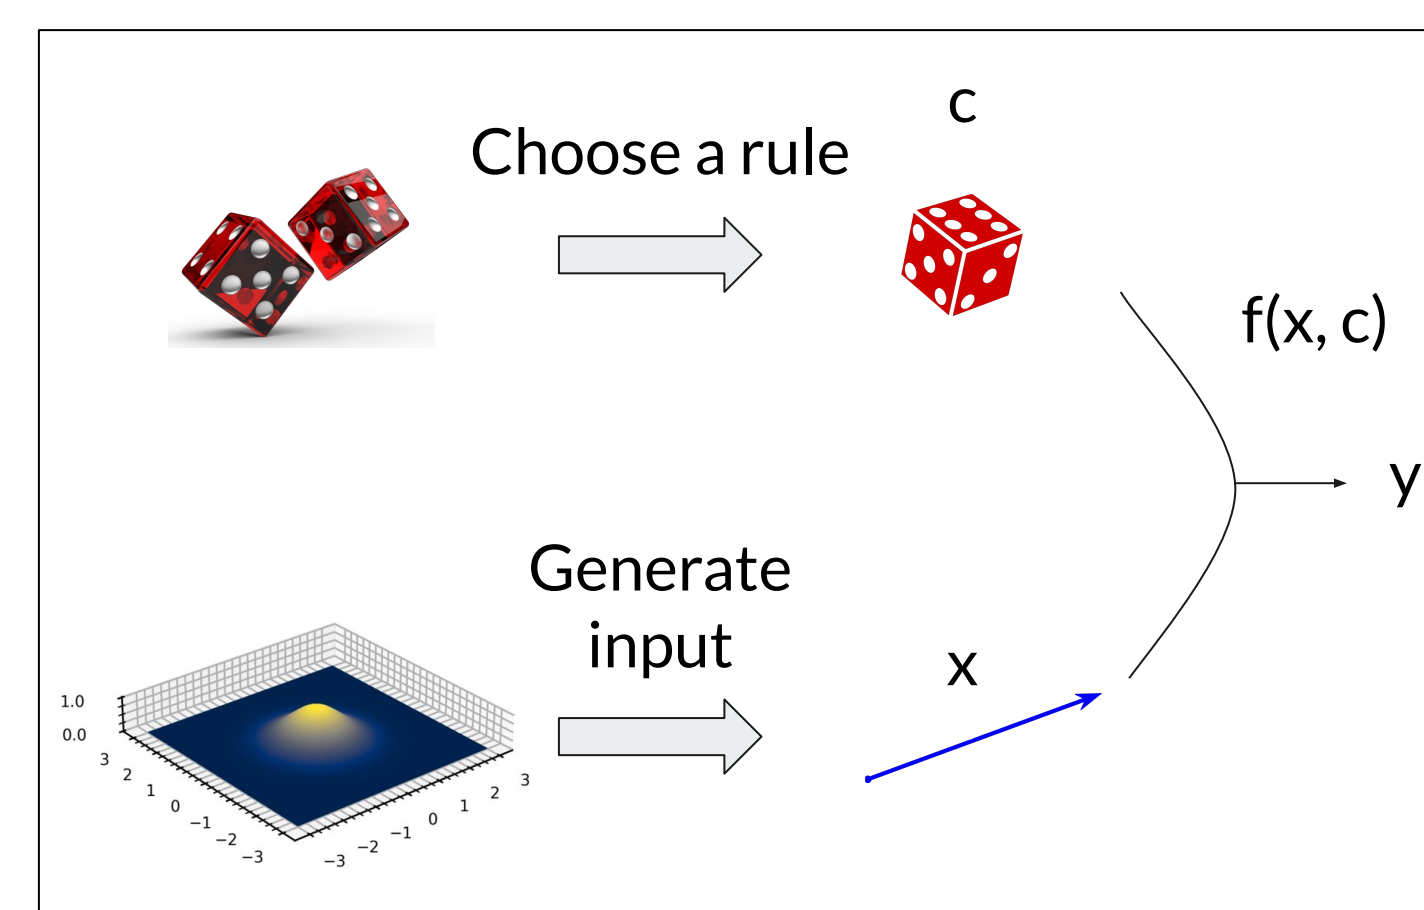 c
Choose a rule
f(x, c)
y
Generate
input
x
1.0
0.0
3
2
1
0
−1
−2
−3
−3
−2
−1
0
1
2
3